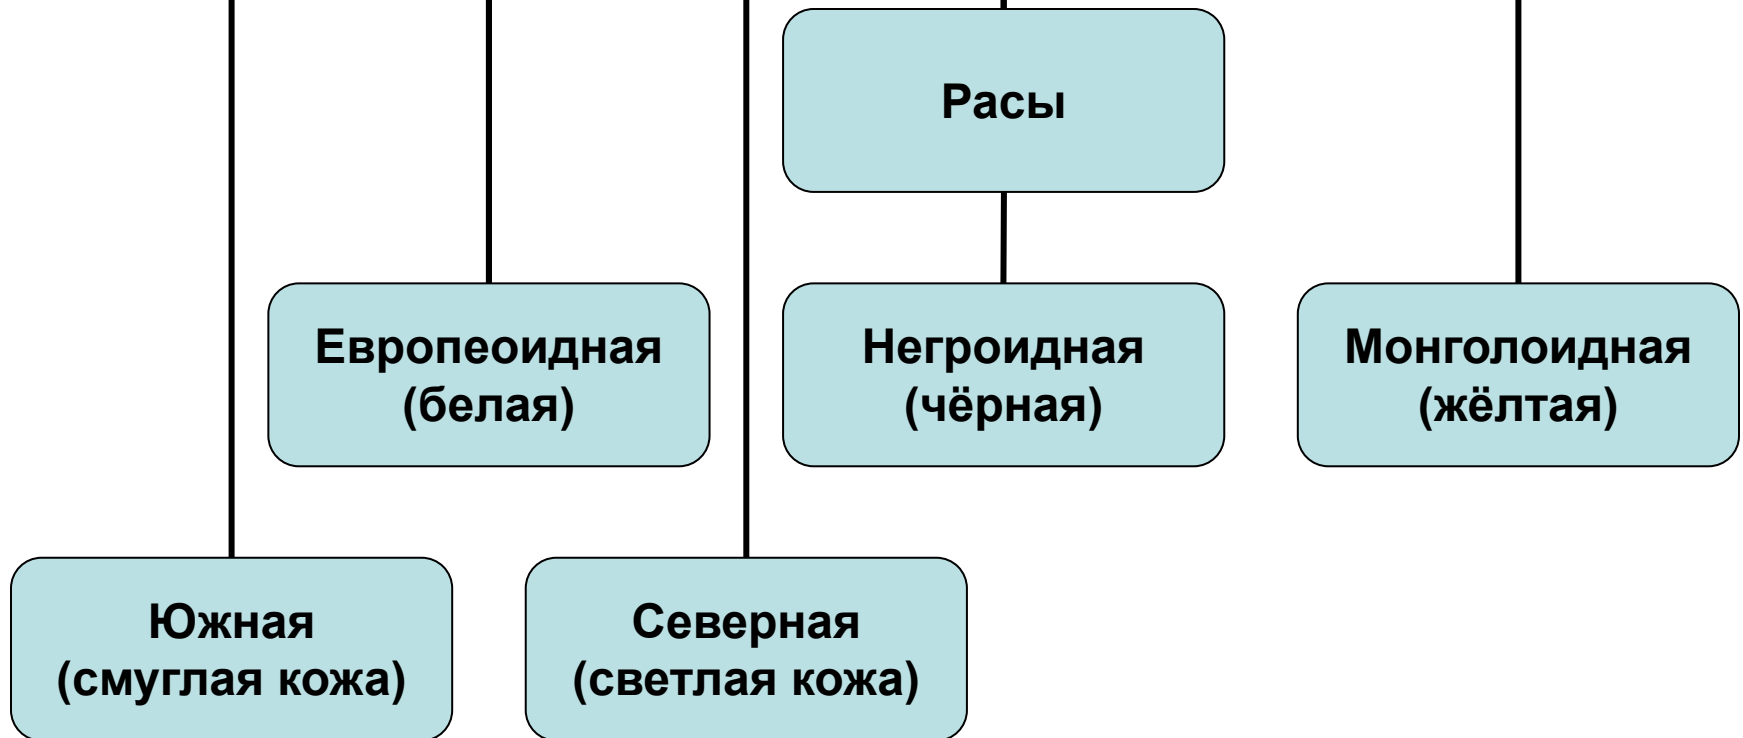 Расы
Европеоидная
(белая)
Негроидная
(чёрная)
Монголоидная
(жёлтая)
Южная
(смуглая кожа)
Северная
(светлая кожа)